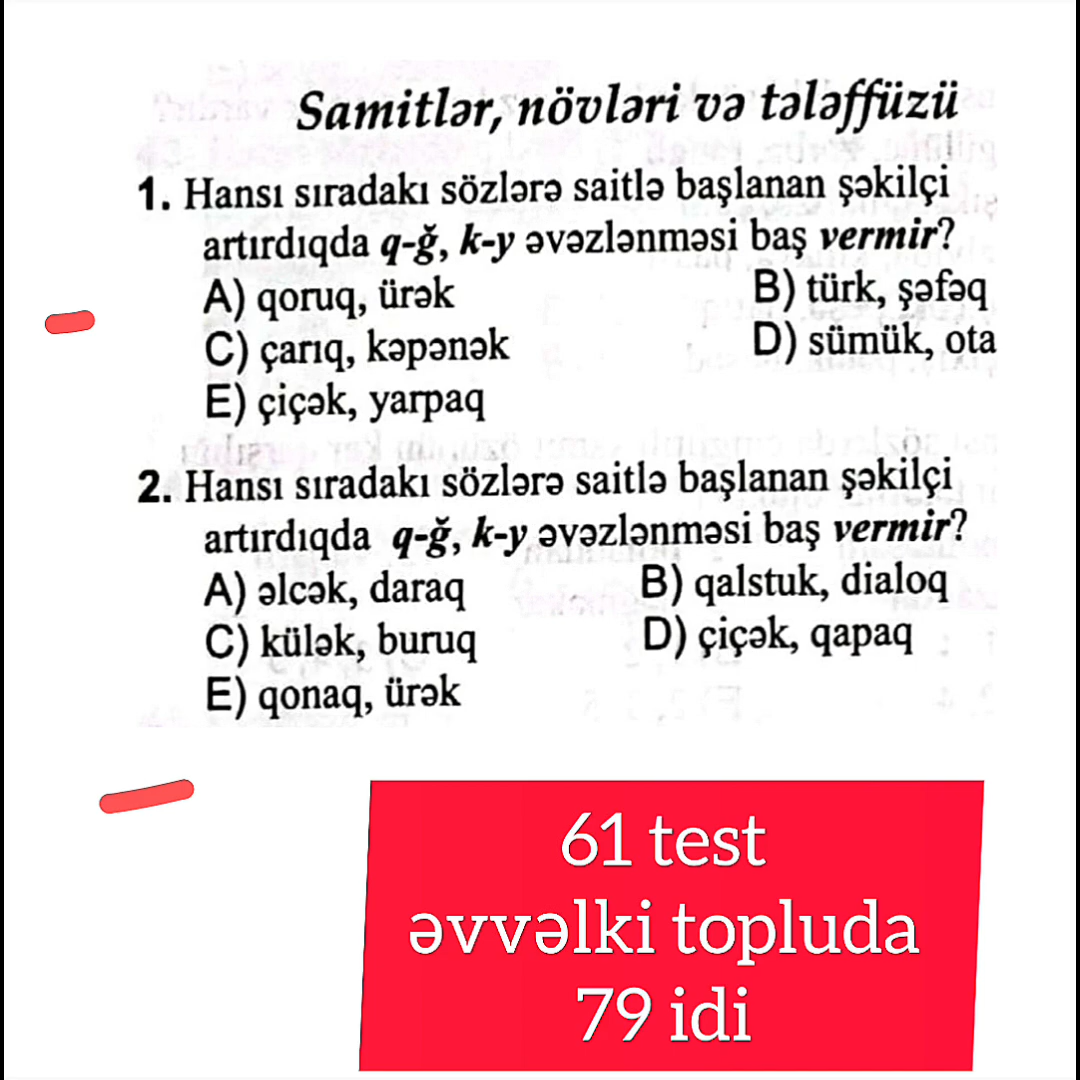 Samitlər, növləri və tələffüzü
1. Hansı sıradakı sözlərə saitlə başlanan şəkilçi
artırdıqda q-ğ, k-y əvəzlənməsi baş vermir?
A) qoruq, ürək B) türk, şəfəq
C) çarıq, kəpənək D) sümük, ota
E) çiçək, yarpaq
2. Hansı sıradakı sözlərə saitlə başlanan şəkilçi
artırdıqda q-ğ, k-y əvəzlənməsi baş vermir?
A) əlcək, daraq B) qalstuk, dialoq
C) külək, buruq D) çiçək, qapaq
E) qonaq, ürək
61 test
əvvəlki topluda
79 idi